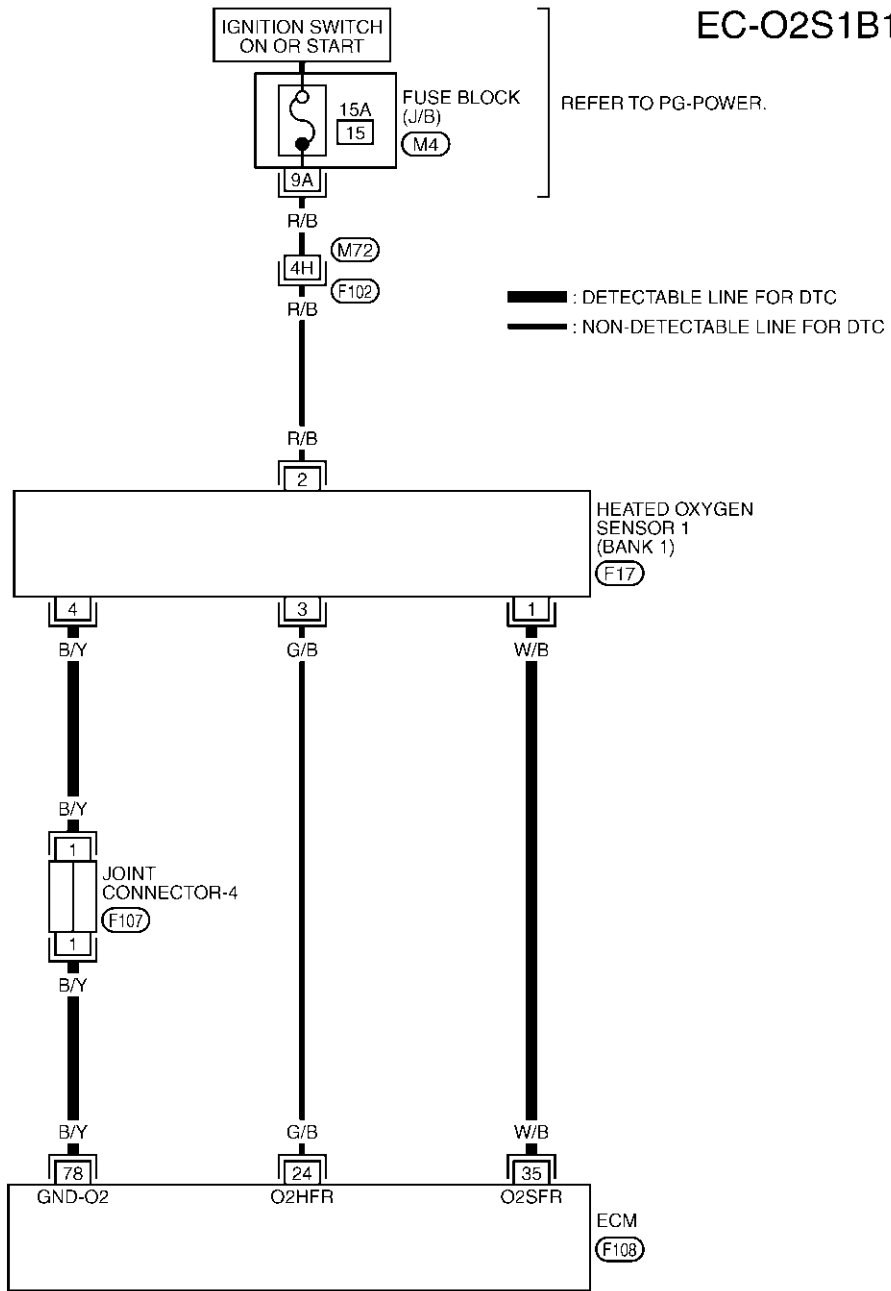 EC-O2S1B1
IGNITION SWITCH
ON OR START
FUSE BLOCK
(J/B)
M4
15A
15
REFER TO PG-POWER.
9A
R/B
M72
4H
F102
R/B
: DETECTABLE LINE FOR DTC
: NON-DETECTABLE LINE FOR DTC
R/B
2
HEATED OXYGEN
SENSOR 1
(BANK 1)
F17
4 3 1
B/Y G/B W/B
B/Y
1
JOINT
CONNECTOR-4
F107
1
B/Y
B/Y G/B W/B
78 24 35
GND-O2 O2HFR O2SFR
ECM
F108